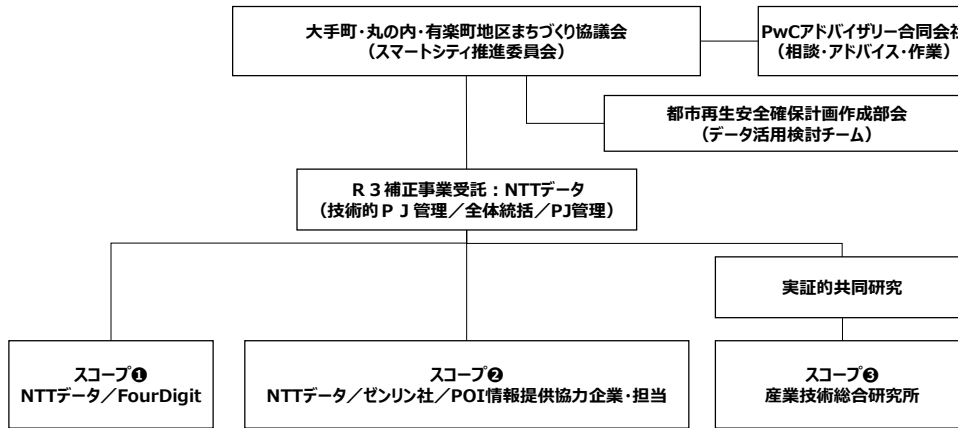 大手町・丸の内・有楽町地区まちづくり協議会
（スマートシティ推進委員会）
PwCアドバイザリー合同会社
（相談・アドバイス・作業）
都市再生安全確保計画作成部会
（データ活用検討チーム）
Ｒ３補正事業受託：NTTデータ
（技術的ＰＪ管理／全体統括／PJ管理）
実証的共同研究
スコープ❶
NTTデータ／FourDigit
スコープ❷
NTTデータ／ゼンリン社／POI情報提供協力企業・担当
スコープ❸
産業技術総合研究所